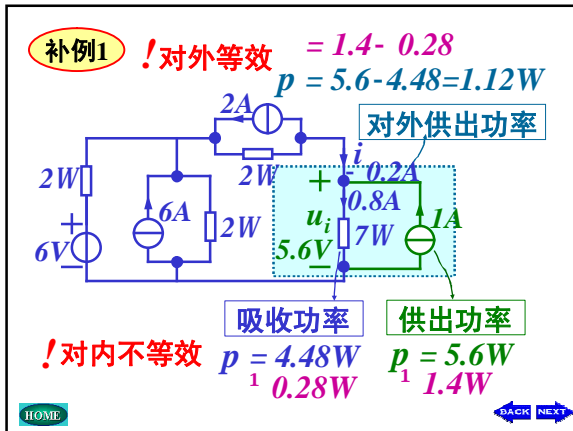 补例1
!对外等效
= 1.4- 0.28
p = 5.6-4.48=1.12W
2A
对外供出功率
2W
i
- 0.2A
2W
6A
2W
+
0.8A
1A
+
6V
ui
7W
5.6V
−
−
吸收功率
供出功率
!对内不等效
p = 4.48W
p = 5.6W
1 0.28W
1 1.4W
HOME
BACK NEXT